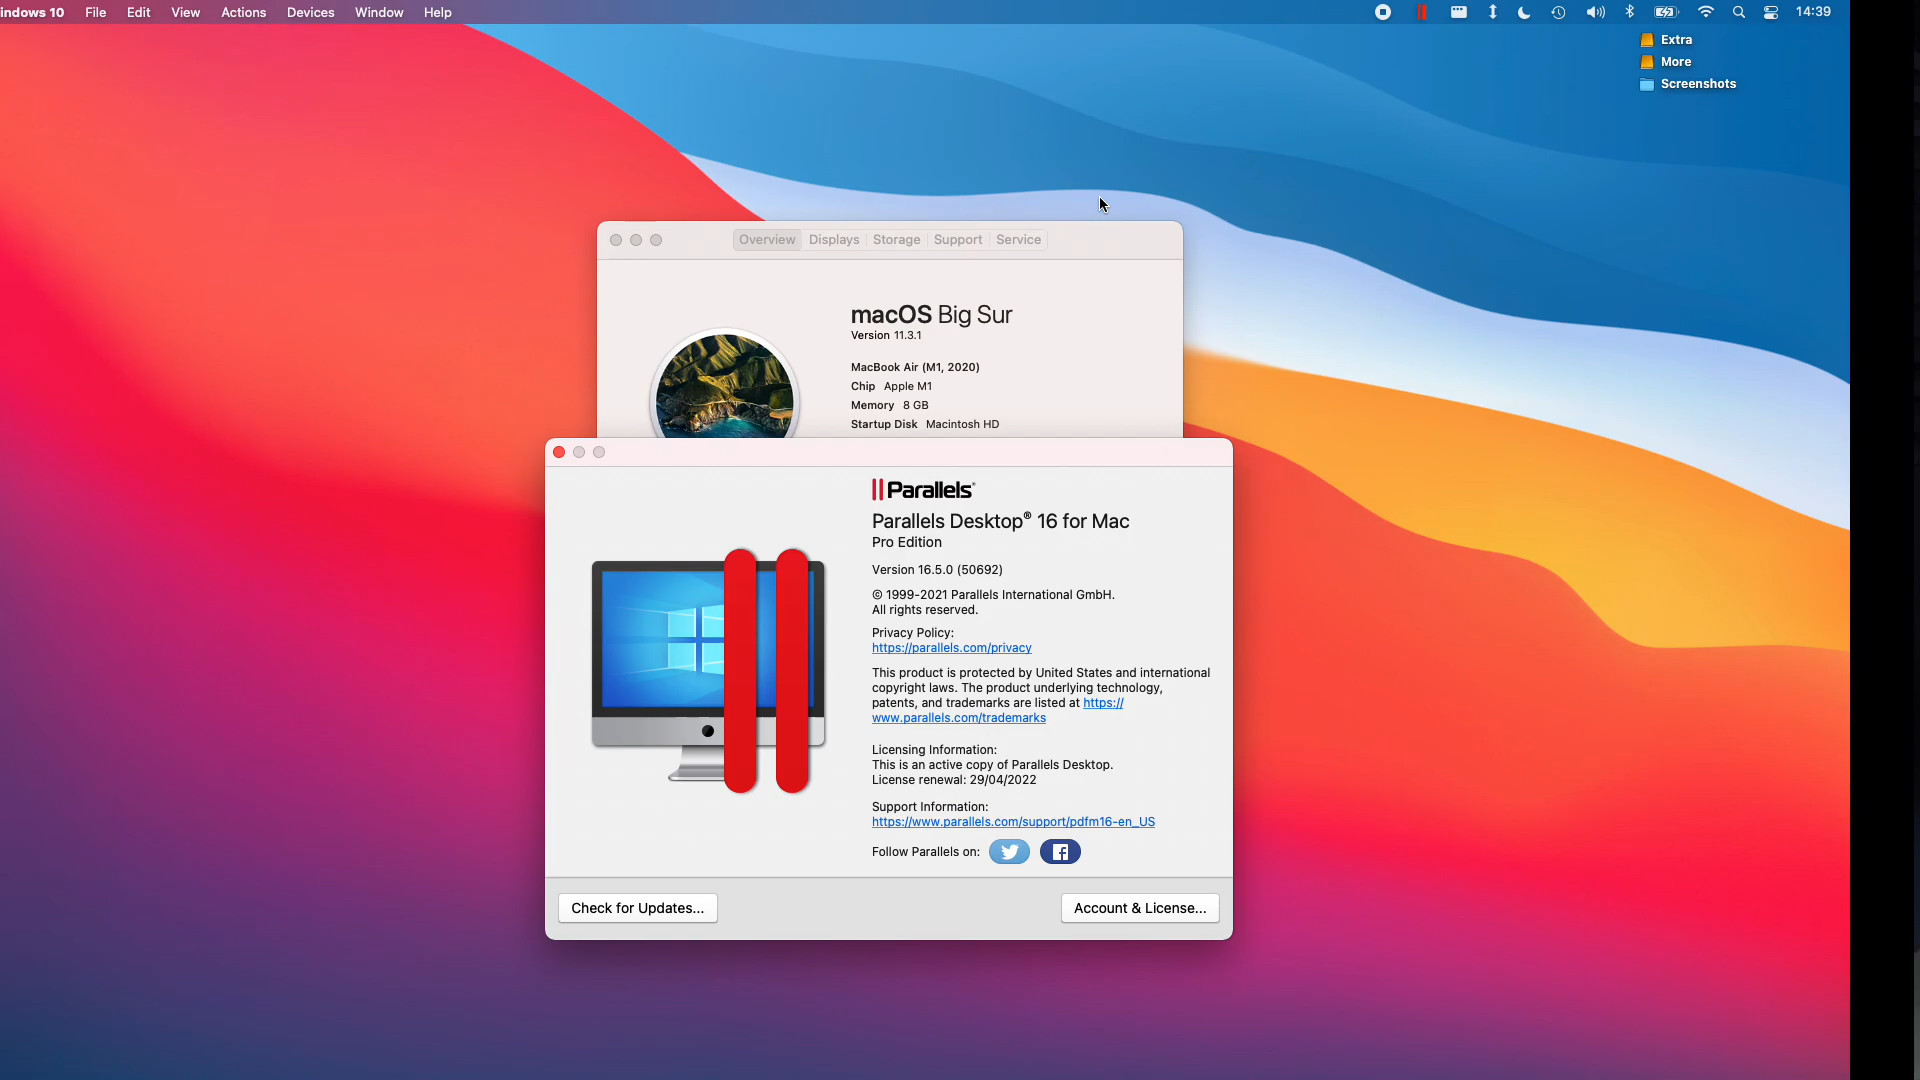 indows 10 File Edit View Actions Devices Window Help 14:39
Extra
More
Screenshots
Overview Displays Storage Support Service
macOS Big Sur
Version 11.3.1
MacBook Air (M1, 2020)
Chip Apple M1
Memory 8 GB
Startup Disk Macintosh HD
Parallels®
Parallels Desktop® 16 for Mac
Pro Edition
Version 16.5.0 (50692)
© 1999-2021 Parallels International GmbH.
All rights reserved.
Privacy Policy:
https://parallels.com/privacy
This product is protected by United States and international
copyright laws. The product underlying technology,
patents, and trademarks are listed at https://
www.parallels.com/trademarks
Licensing Information:
This is an active copy of Parallels Desktop.
License renewal: 29/04/2022
Support Information:
https://www.parallels.com/support/pdfm16-en_US
Follow Parallels on:
Check for Updates... Account & License...